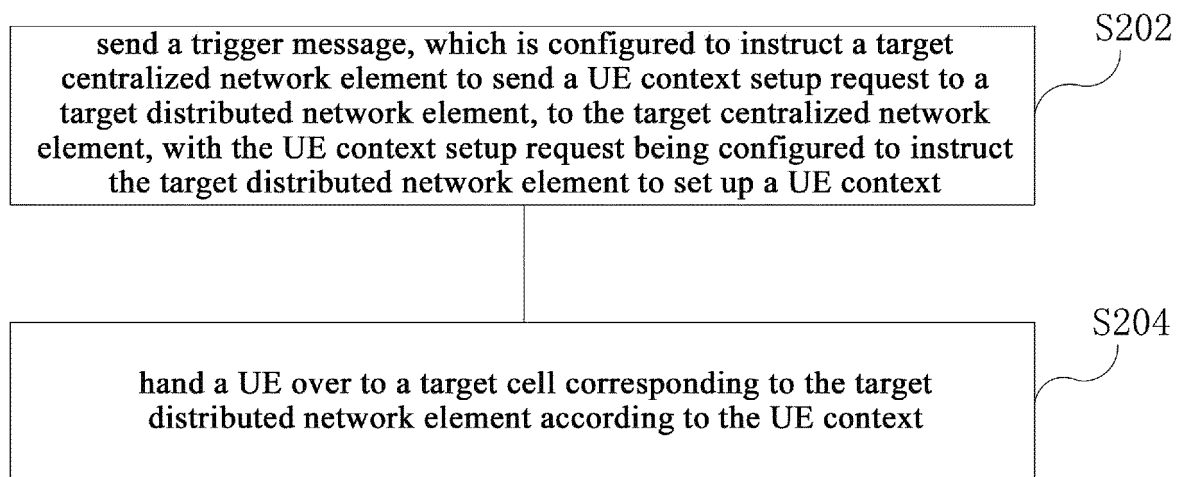 S202
send a trigger message, which is configured to instruct a target
centralized network element to send a UE context setup request to a
target distributed network element, to the target centralized network
element, with the UE context setup request being configured to instruct
the target distributed network element to set up a UE context
S204
hand a UE over to a target cell corresponding to the target
distributed network element according to the UE context